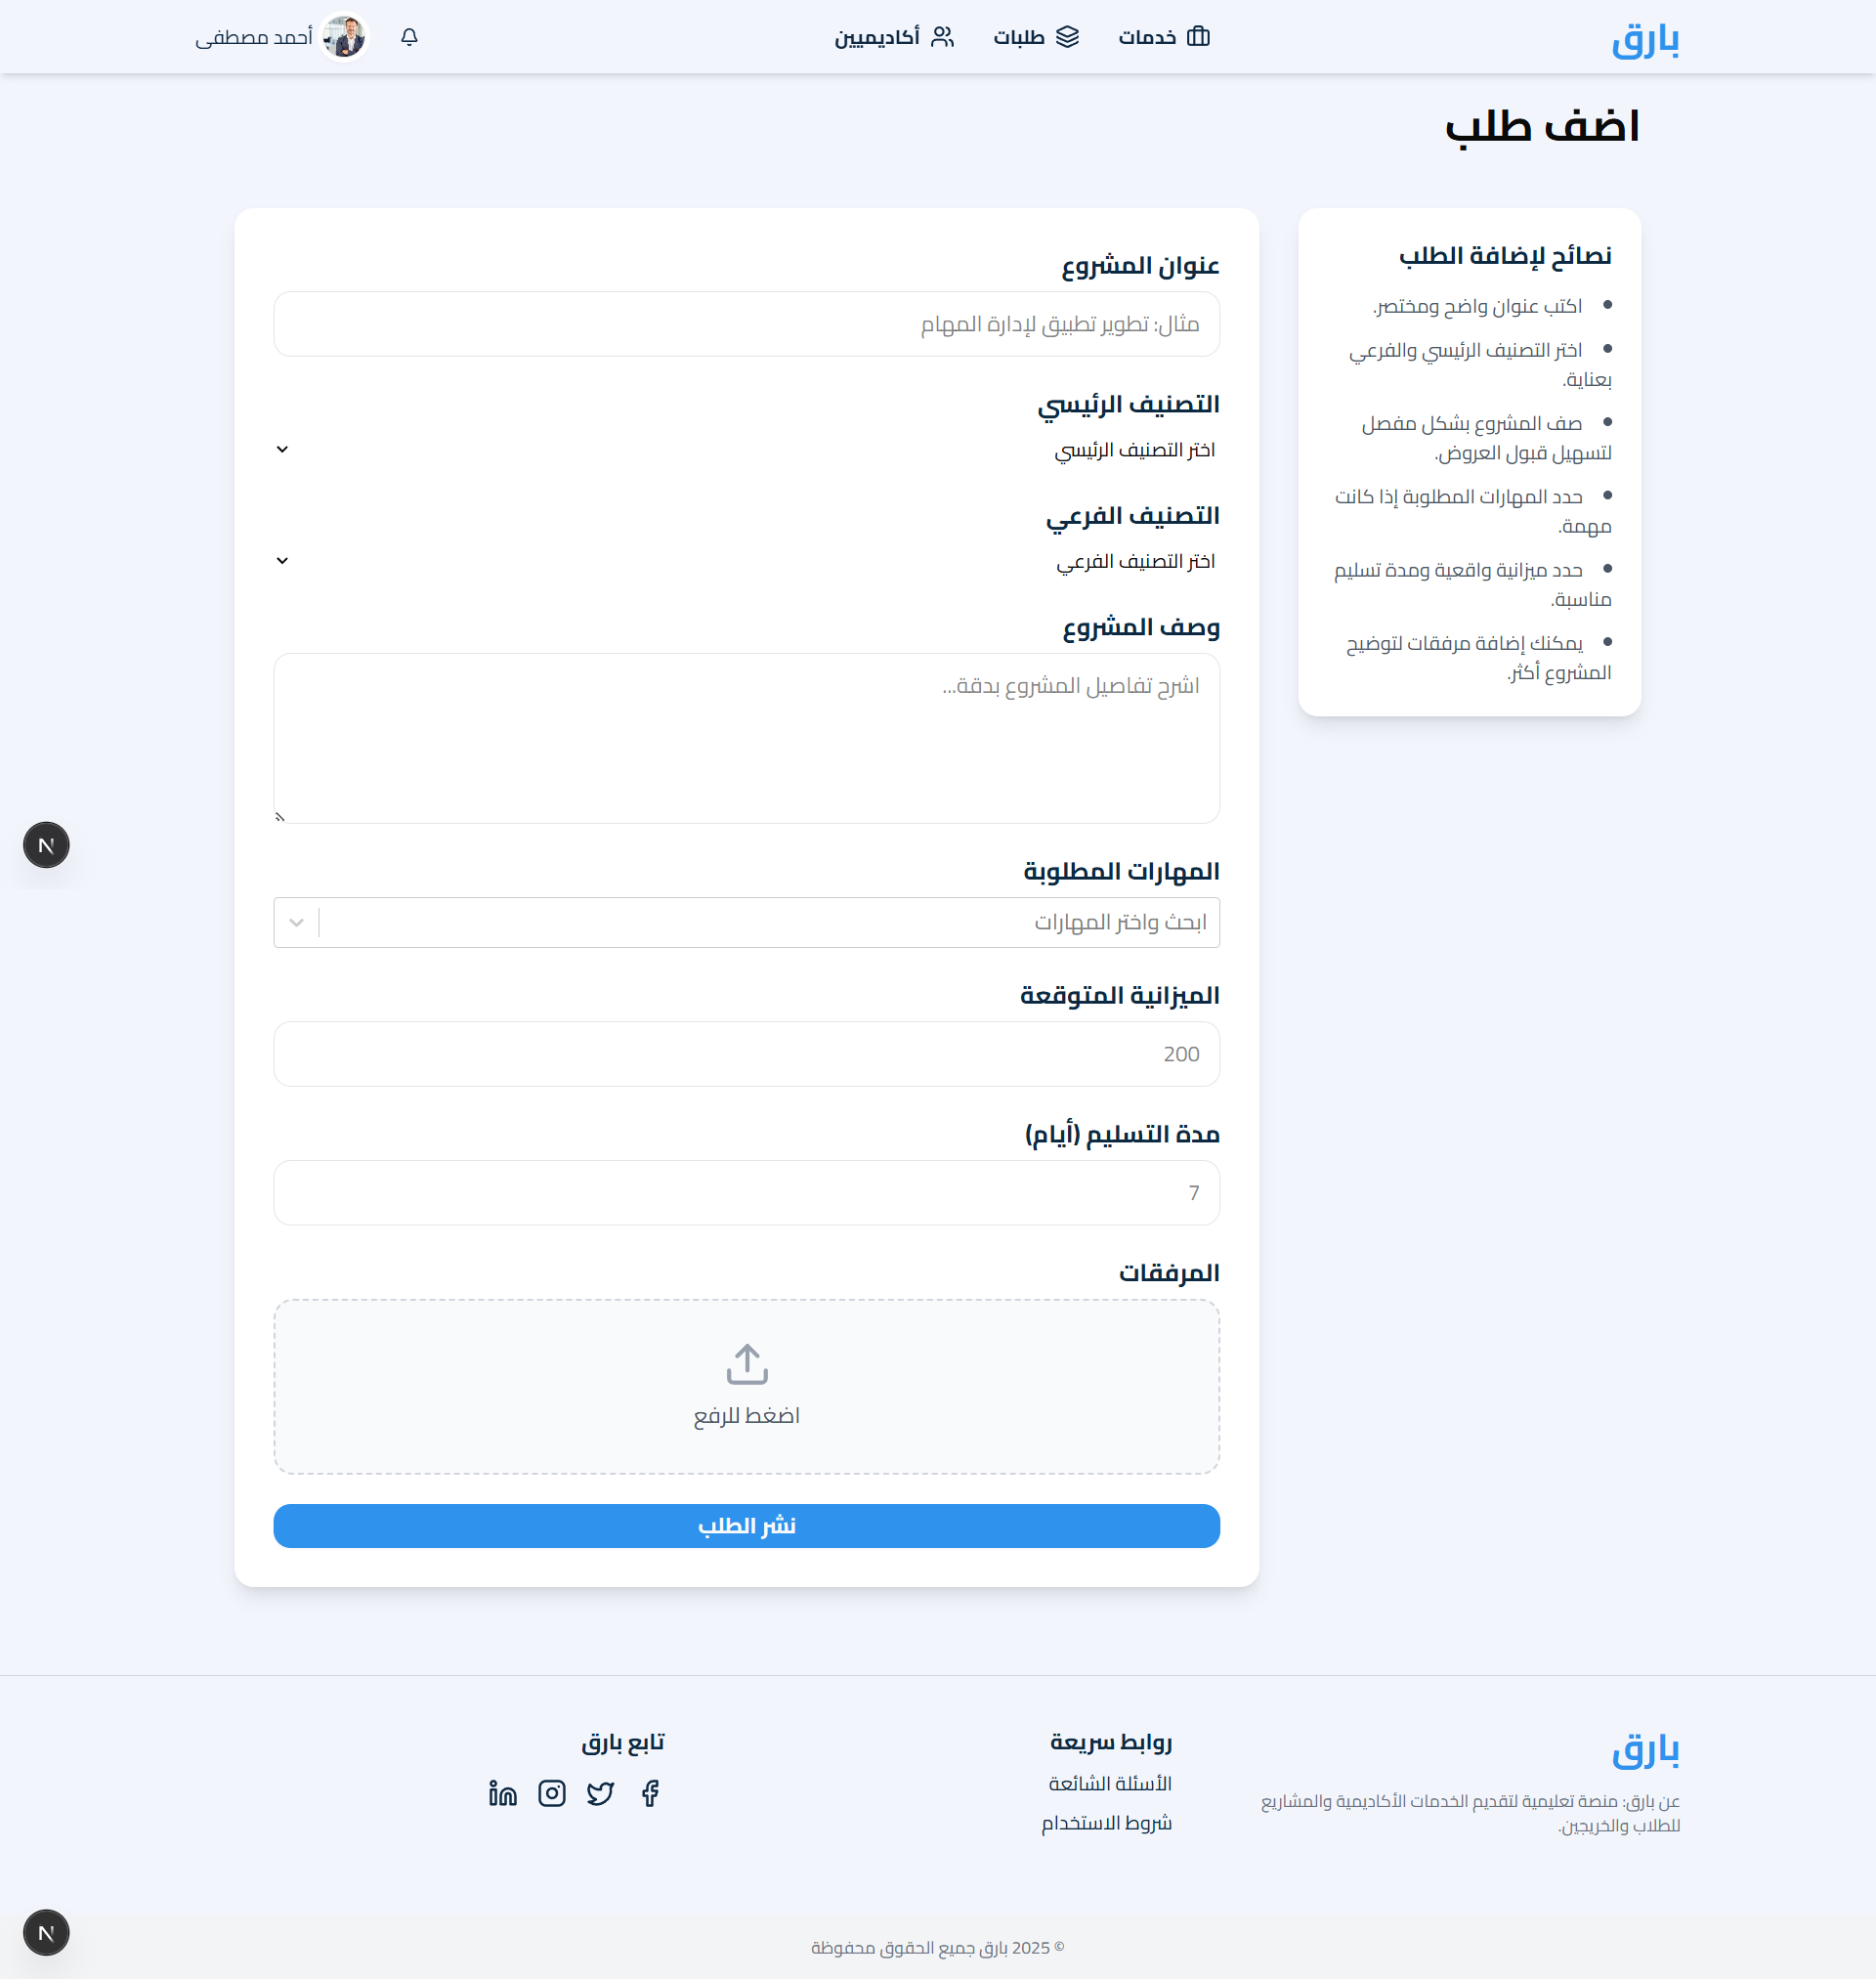 بارق
خدمات
طلبات
أكاديميين
أحمد مصطفى
اضف طلب
نصائح لإضافة الطلب
اكتب عنوان واضح ومختصر.
اختر التصنيف الرئيسي والفرعي
بعناية.
صف المشروع بشكل مفصل
لتسهيل قبول العروض.
حدد المهارات المطلوبة إذا كانت
مهمة.
حدد ميزانية واقعية ومدة تسليم
مناسبة.
يمكنك إضافة مرفقات لتوضيح
المشروع أكثر.
عنوان المشروع
مثال: تطوير تطبيق لإدارة المهام
التصنيف الرئيسي
اختر التصنيف الرئيسي
التصنيف الفرعي
اختر التصنيف الفرعي
وصف المشروع
اشرح تفاصيل المشروع بدقة...
المهارات المطلوبة
ابحث واختر المهارات
الميزانية المتوقعة
200
مدة التسليم (أيام)
7
المرفقات
اضغط للرفع
نشر الطلب
N
بارق
عن بارق: منصة تعليمية لتقديم الخدمات الأكاديمية والمشاريع
للطلاب والخريجين.
روابط سريعة
الأسئلة الشائعة
شروط الاستخدام
تابع بارق
N
© 2025 بارق جميع الحقوق محفوظة